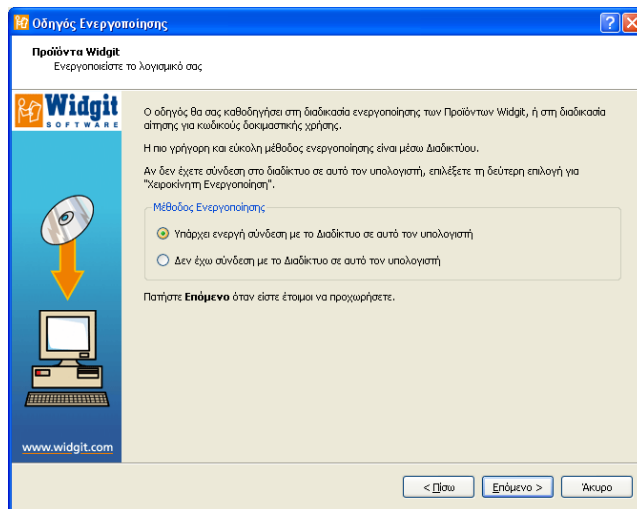 Οδηγός Ενεργοποίησης
Προϊόντα Widgit
Ενεργοποιείστε το λογισμικό σας
Widgit
SOFTWARE
Ο οδηγός θα σας καθοδηγήσει στη διαδικασία ενεργοποίησης των Προϊόντων Widgit, ή στη διαδικασία
αίτησης για κωδικούς δοκιμαστικής χρήσης.
Η πιο γρήγορη και εύκολη μέθοδος ενεργοποίησης είναι μέσω Διαδικτύου.
Αν δεν έχετε σύνδεση στο διαδίκτυο σε αυτό τον υπολογιστή, επιλέξετε τη δεύτερη επιλογή για
"Χειροκίνητη Ενεργοποίηση".
Μέθοδος Ενεργοποίησης
Υπάρχει ενεργή σύνδεση με το Διαδίκτυο σε αυτό τον υπολογιστή
Δεν έχω σύνδεση με το Διαδίκτυο σε αυτό τον υπολογιστή
Πατήστε Επόμενο όταν είστε έτοιμοι να προχωρήσετε.
www.widgit.com
< Πίσω
Επόμενο >
Άκυρο